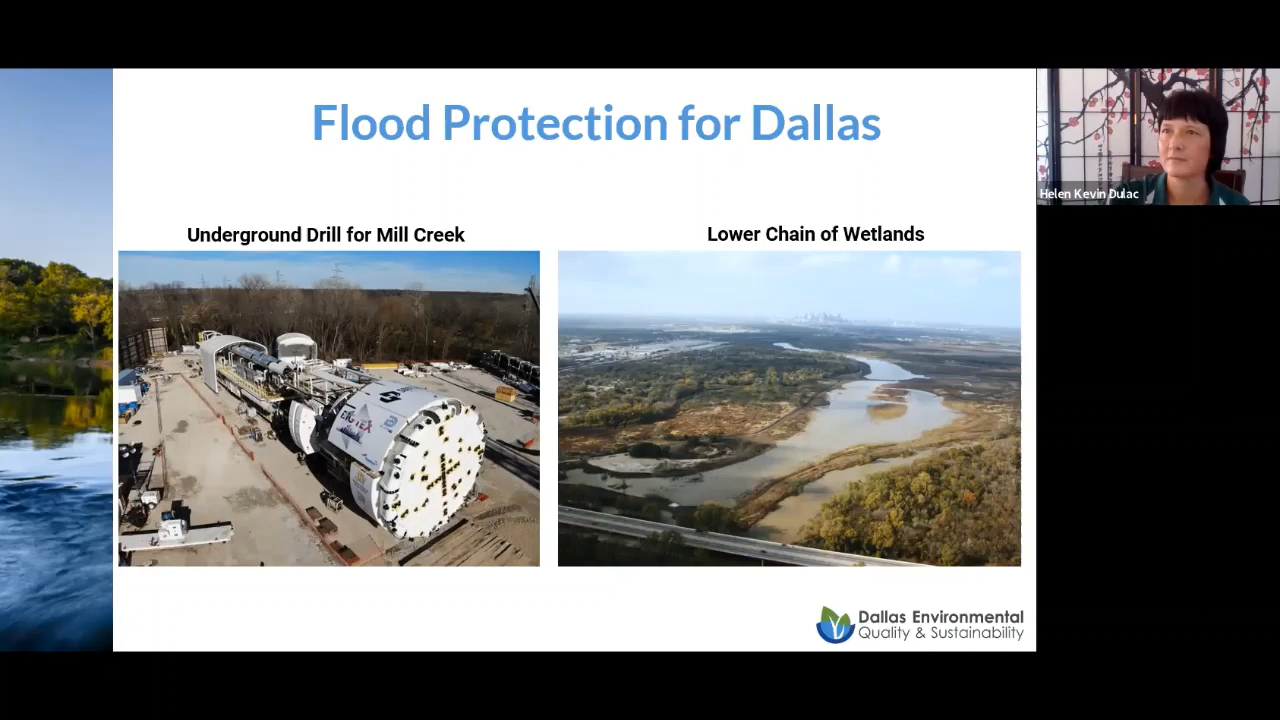 Flood Protection for Dallas
Helen Kevin Dulac
Underground Drill for Mill Creek
Lower Chain of Wetlands
Dallas Environmental
Quality & Sustainability